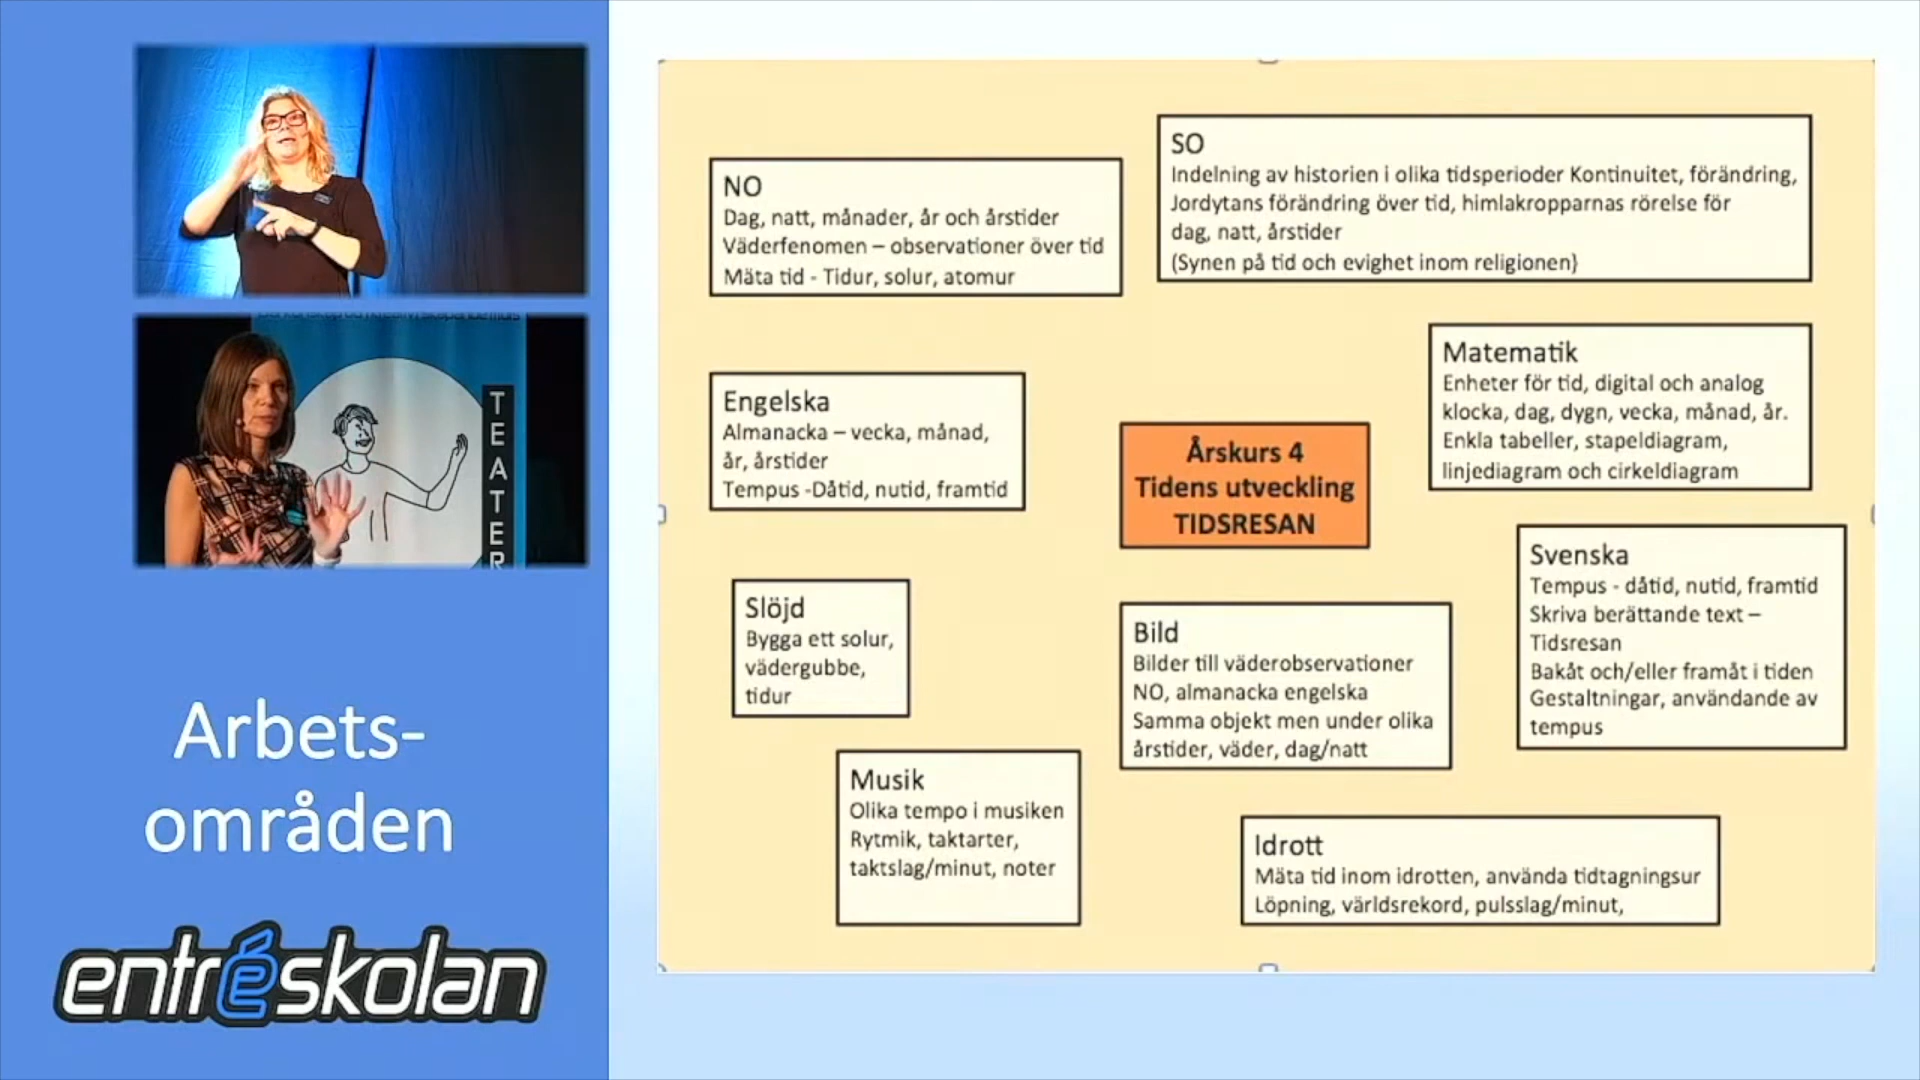 TEATER
Arbets-
områden
entréskolan
NO
Dag, natt, månader, år och årstider
Väderfenomen – observationer över tid
Mäta tid - Tidur, solur, atomur
SO
Indelning av historien i olika tidsperioder Kontinuitet, förändring,
Jordytans förändring över tid, himlakropparnas rörelse för
dag, natt, årstider
(Synen på tid och evighet inom religionen)
Engelska
Almanacka – vecka, månad,
år, årstider
Tempus -Dåtid, nutid, framtid
Årskurs 4
Tidens utveckling
TIDSRESAN
Matematik
Enheter för tid, digital och analog
klocka, dag, dygn, vecka, månad, år.
Enkla tabeller, stapeldiagram,
linjediagram och cirkeldiagram
Slöjd
Bygga ett solur,
vädergubbe,
tidur
Bild
Bilder till väderobservationer
NO, almanacka engelska
Samma objekt men under olika
årstider, väder, dag/natt
Svenska
Tempus - dåtid, nutid, framtid
Skriva berättande text –
Tidsresan
Bakåt och/eller framåt i tiden
Gestaltningar, användande av
tempus
Musik
Olika tempo i musiken
Rytmik, taktarter,
taktslag/minut, noter
Idrott
Mäta tid inom idrotten, använda tidtagningsur
Löpning, världsrekord, pulsslag/minut,